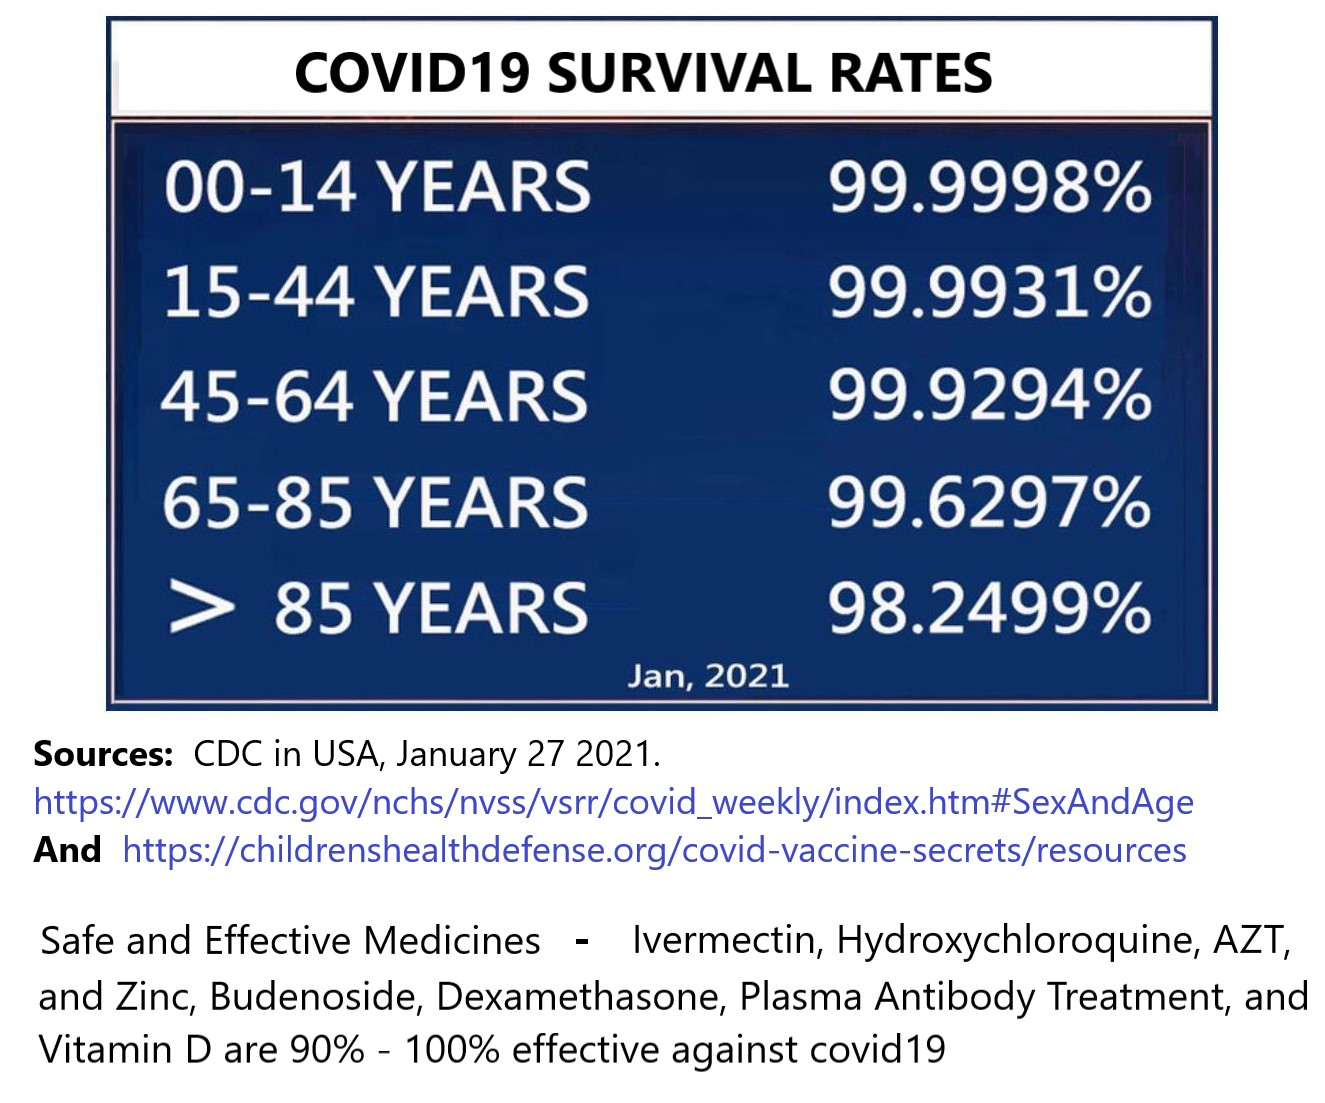 COVID19 SURVIVAL RATES
00-14 YEARS 99.9998%
15-44 YEARS 99.9931%
45-64 YEARS 99.9294%
65-85 YEARS 99.6297%
> 85 YEARS 98.2499%
Jan, 2021
Sources: CDC in USA, January 27 2021.
https://www.cdc.gov/nchs/nvss/vsrr/covid_weekly/index.htm#SexAndAge
And https://childrenshealthdefense.org/covid-vaccine-secrets/resources
Safe and Effective Medicines - Ivermectin, Hydroxychloroquine, AZT,
and Zinc, Budenoside, Dexamethasone, Plasma Antibody Treatment, and
Vitamin D are 90% - 100% effective against covid19